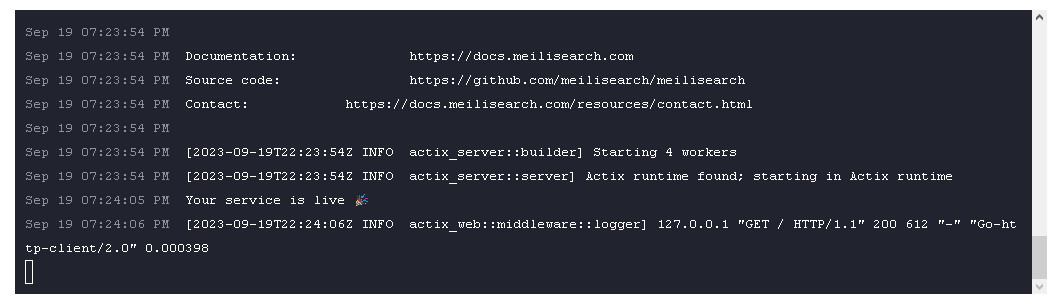 Sep 19 07:23:54 PM
Sep 19 07:23:54 PM Documentation: https://docs.meilisearch.com
Sep 19 07:23:54 PM Source code: https://github.com/meilisearch/meilisearch
Sep 19 07:23:54 PM Contact: https://docs.meilisearch.com/resources/contact.html
Sep 19 07:23:54 PM
Sep 19 07:23:54 PM [2023-09-19T22:23:54Z INFO actix_server::builder] Starting 4 workers
Sep 19 07:23:54 PM [2023-09-19T22:23:54Z INFO actix_server::server] Actix runtime found; starting in Actix runtime
Sep 19 07:24:05 PM Your service is live 🎉
Sep 19 07:24:06 PM [2023-09-19T22:24:06Z INFO actix_web::middleware::logger] 127.0.0.1 "GET / HTTP/1.1" 200 612 "-" "Go-ht
tp-client/2.0" 0.000398